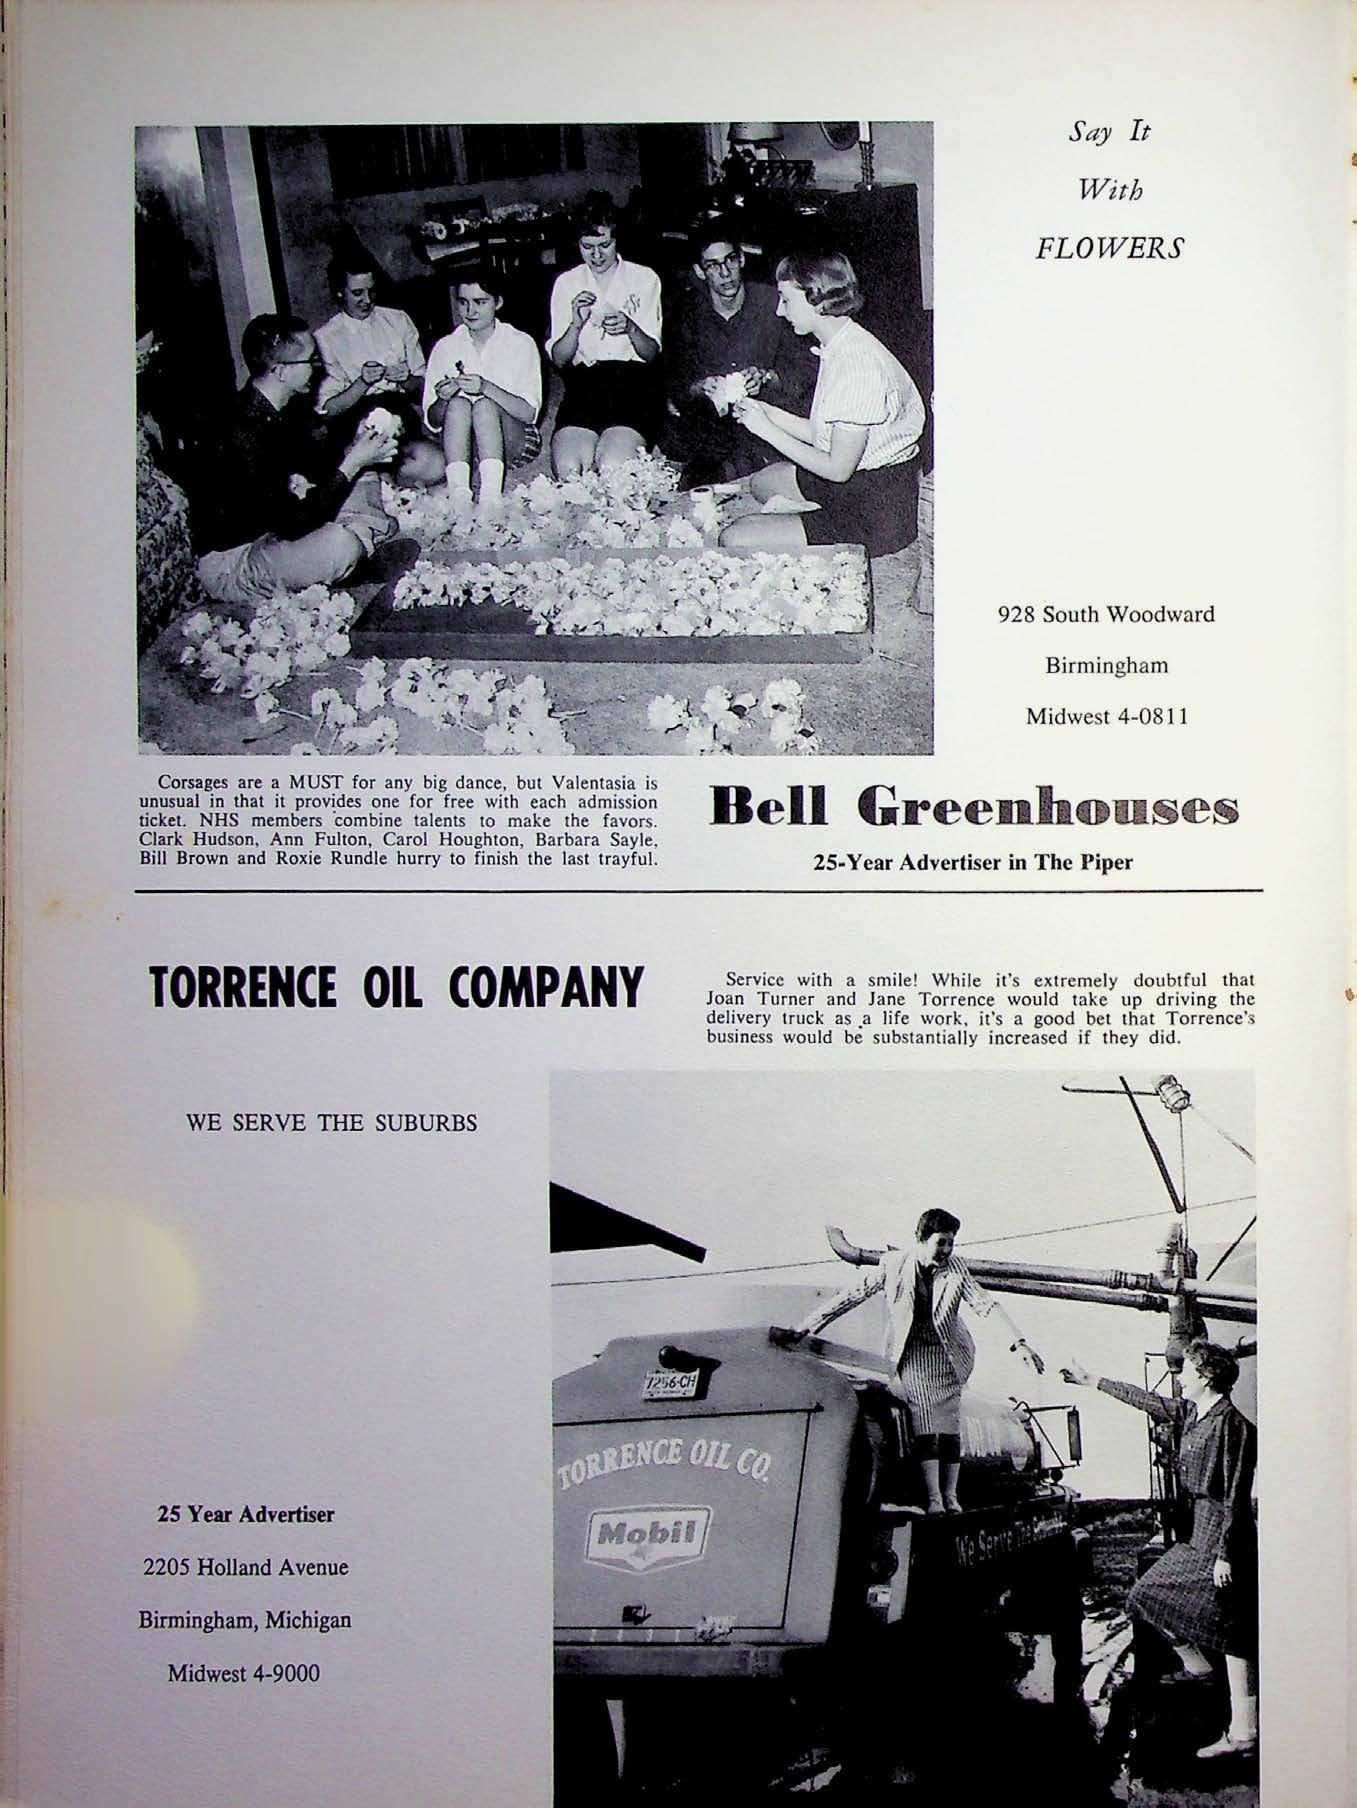 Say It
With
FLOWERS
928 South Woodward
Birmingham
Midwest 4-0811
Corsages are a MUST for any big dance, but Valentasia is
unusual in that it provides one for free with each admission
ticket. NHS members combine talents to make the favors.
Clark Hudson, Ann Fulton, Carol Houghton, Barbara Sayle,
Bill Brown and Roxie Rundle hurry to finish the last trayful.
Bell Greenhouses
25-Year Advertiser in The Piper
TORRENCE OIL COMPANY
WE SERVE THE SUBURBS
25 Year Advertiser
2205 Holland Avenue
Birmingham, Michigan
Midwest 4-9000
Service with a smile! While it's extremely doubtful that
Joan Turner and Jane Torrence would take up driving the
delivery truck as a life work, it's a good bet that Torrence's
business would be substantially increased if they did.
7256-CH
TORRENCE OIL CO.
Mobil
We Serve The